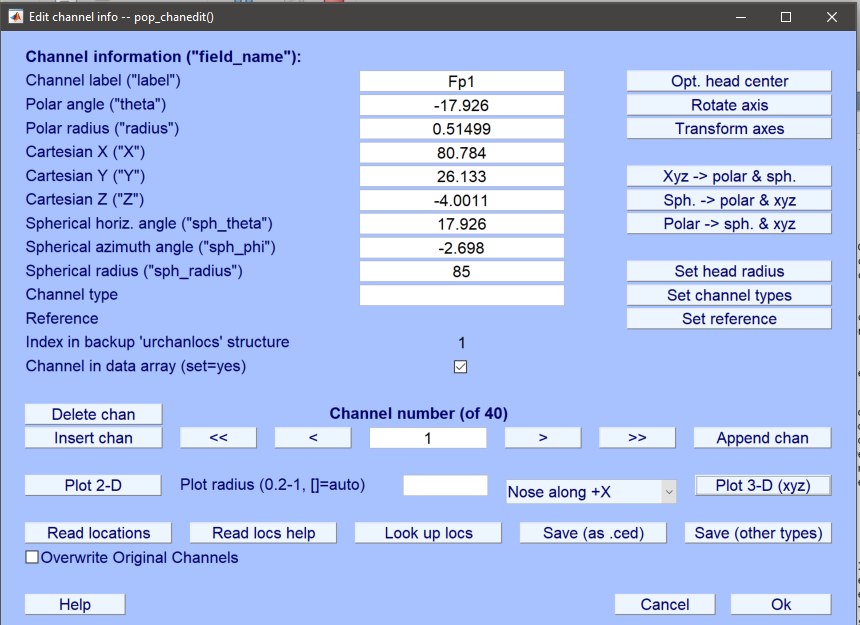 Edit channel info -- pop_chanedit()
Channel information ("field_name"):
Channel label ("label") Fp1 Opt. head center
Polar angle ("theta") -17.926 Rotate axis
Polar radius ("radius") 0.51499 Transform axes
Cartesian X ("X") 80.784
Cartesian Y ("Y") 26.133 Xyz -> polar & sph.
Cartesian Z ("Z") -4.0011 Sph. -> polar & xyz
Spherical horiz. angle ("sph_theta") 17.926 Polar -> sph. & xyz
Spherical azimuth angle ("sph_phi") -2.698
Spherical radius ("sph_radius") 85 Set head radius
Channel type Set channel types
Reference Set reference
Index in backup 'urchanlocs' structure 1
Channel in data array (set=yes)
Delete chan Channel number (of 40)
Insert chan << < 1 > >> Append chan
Plot 2-D Plot radius (0.2-1, []=auto) Nose along +X Plot 3-D (xyz)
Read locations Read locs help Look up locs Save (as .ced) Save (other types)
Overwrite Original Channels
Help Cancel Ok